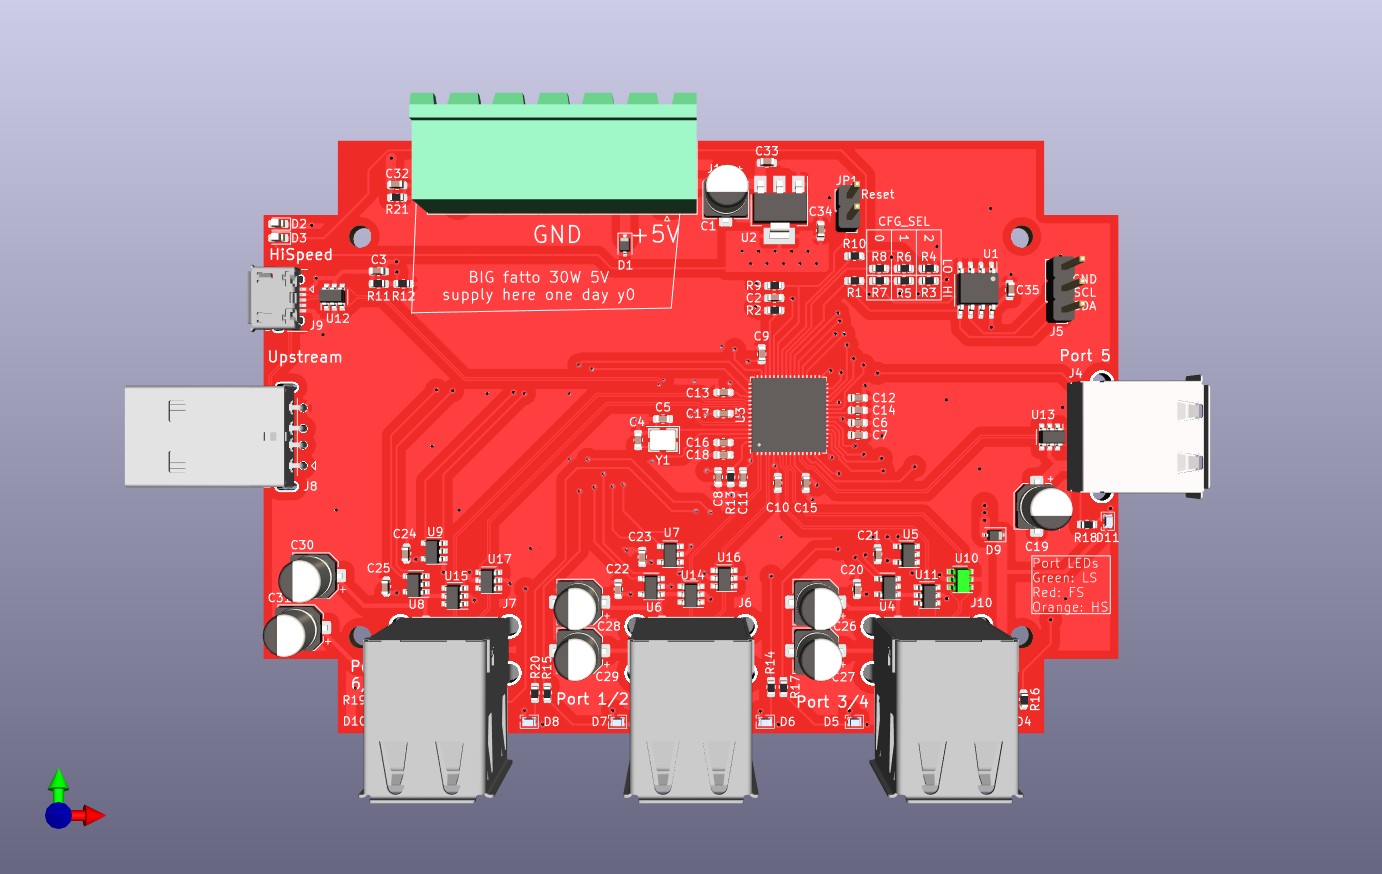 C33
C32
R21
J1
JP1
Reset
C34
C1
U2
CFG_SEL
0 1 2
D2
D3
HiSpeed
GND
+5V
D1
R10
R8 R6 R4
LO
HI
U1
C3
R11 R12
BIG fatto 30W 5V
supply here one day y0
R9
C2
R2
R1 R7 R5 R3
C35
GND
SCL
J5
U12
J9
Upstream
C9
Port 5
J4
C13
C17
U3
C12
C14
C6
C7
C5
C4
Y1
C16
C18
U13
J8
C8
R13
C11
C10 C15
C19
R18
D11
C24
U9
C23
U7
C21
U5
D9
C30
C25
U8
U15
U17
C22
U6
U14
U16
C20
U4
U11
U10
Port LEDs
Green: LS
Red: FS
Orange: HS
C31
J7
C28
J6
C26
J10
C29
C27
R20
R15
R14
R17
R16
Port 1/2
Port 3/4
R19
D8 D7 D6 D5 D4